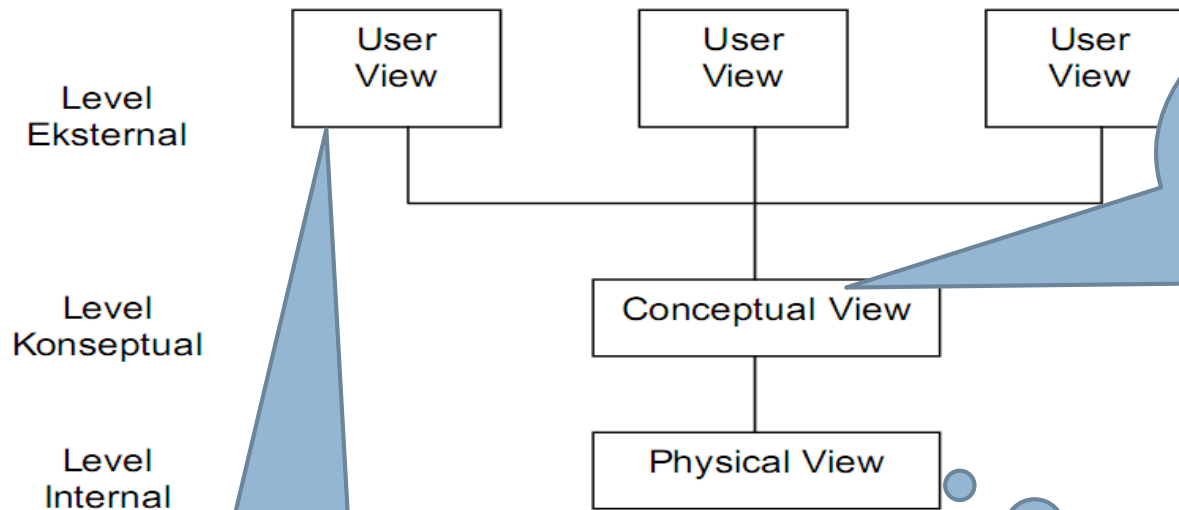 User
View
User
View
User
View
Level
Eksternal
Level
Konseptual
Conceptual View
Level
Internal
Physical View